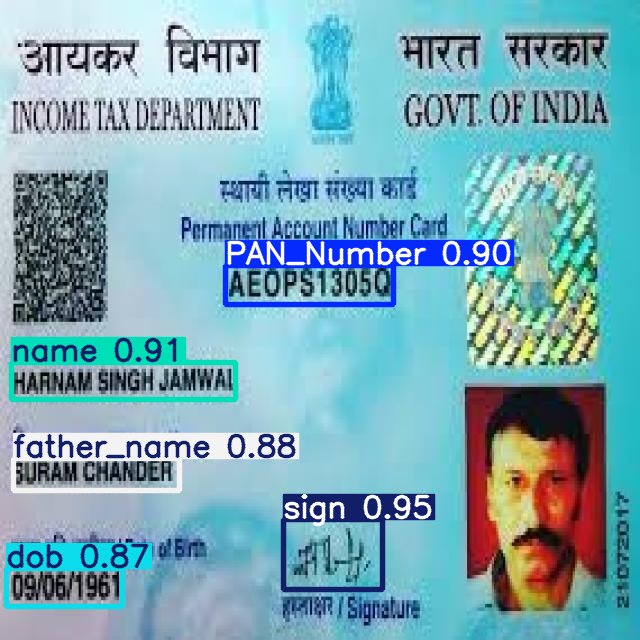 आयकर विभाग
भारत सरकार
INCOME TAX DEPARTMENT
GOVT. OF INDIA
स्थायी लेखा संख्या कार्ड
Permanent Account Number Card
PAN_Number 0.90
AEOPS1305Q
name 0.91
HARNAM SINGH JAMWAL
father_name 0.88
SURAM CHANDER
sign 0.95
of Birth
dob 0.87
09/06/1961
हस्ताक्षर / Signature
21072017